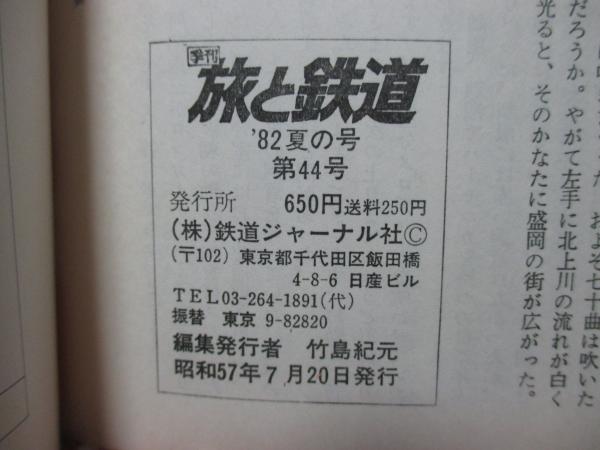 季刊
旅と鉄道
'82夏の号
第44号
発行所 650円送料250円
(株)鉄道ジャーナル社©
(〒102) 東京都千代田区飯田橋
4-8-6 日産ビル
TEL03-264-1891(代)
振替 東京 9-82820
編集発行者 竹島紀元
昭和57年7月20日発行
およそ七十曲は吹いた
だろうか。やがて左手に北上川の流れが白く
光ると、そのかなたに盛岡の街が広がった。